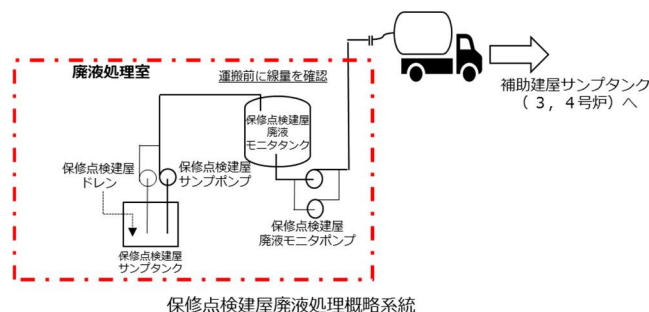 廃液処理室
運搬前に線量を確認
補助建屋サンプタンク
（３，４号炉）へ
保修点検建屋
廃液
モニタタンク
保修点検建屋
ドレン
保修点検建屋
サンプポンプ
保修点検建屋
廃液モニタポンプ
保修点検建屋
サンプタンク
保修点検建屋廃液処理概略系統